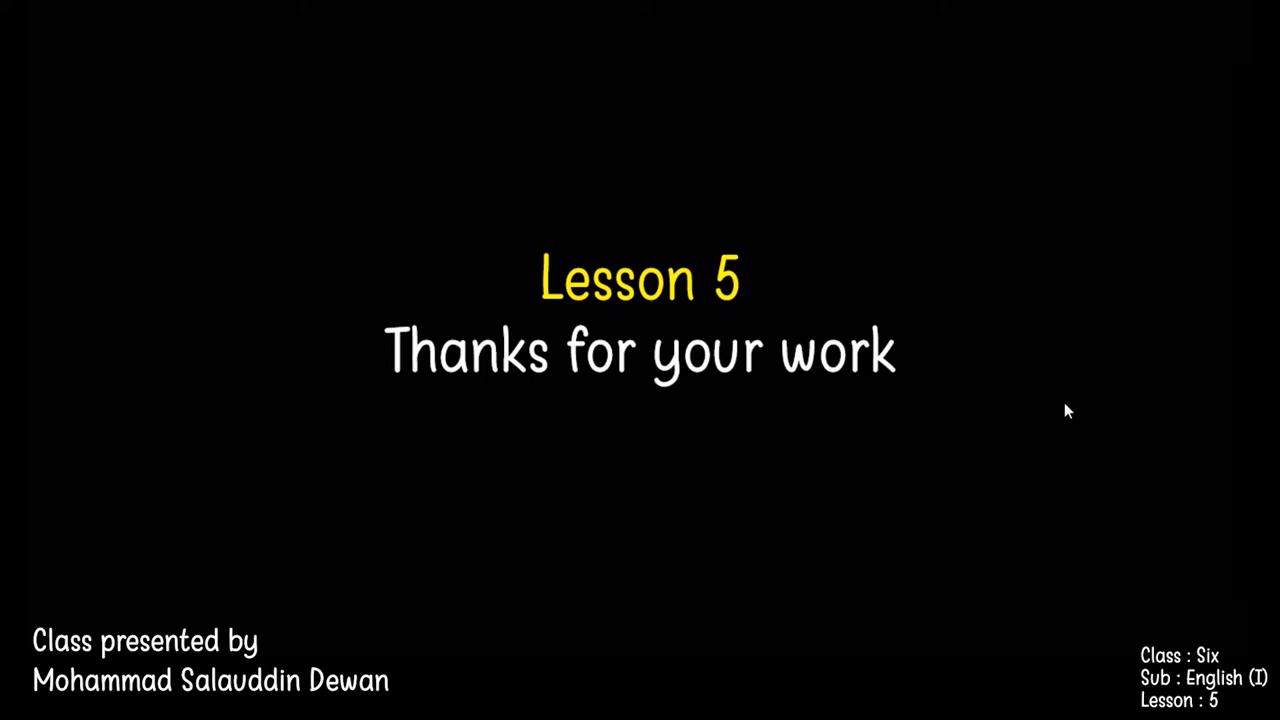 Lesson 5
Thanks for your work
Class presented by
Mohammad Salauddin Dewan
Class : Six
Sub : English (I)
Lesson : 5